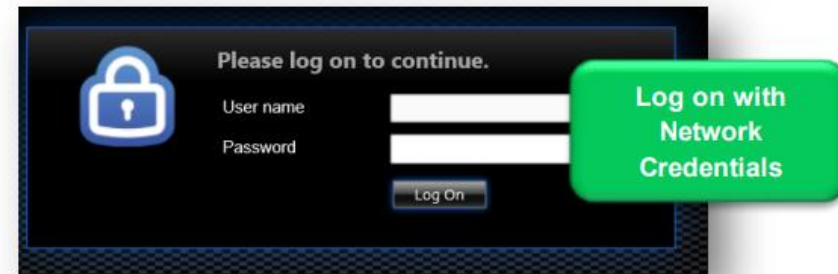 Please log on to continue.
User name
Password
Log On
Log on with
Network
Credentials